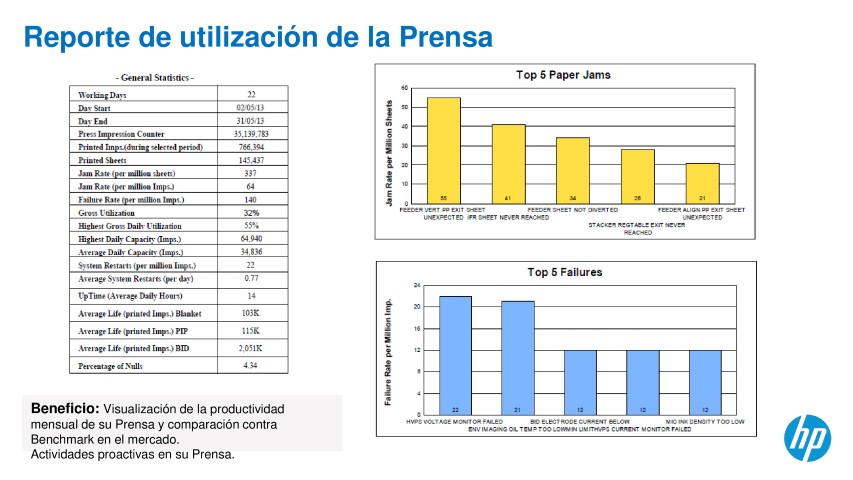 Reporte de utilización de la Prensa
- General Statistics -
Working Days 22
Day Start 02/05/13
Day End 31/05/13
Press Impression Counter 35,139,783
Printed Imps.(during selected period) 766,394
Printed Sheets 145,437
Jam Rate (per million sheets) 337
Jam Rate (per million Imps.) 64
Failure Rate (per million Imps.) 140
Gross Utilization 32%
Highest Gross Daily Utilization 55%
Highest Daily Capacity (Imps.) 64,940
Average Daily Capacity (Imps.) 34,836
System Restarts (per million Imps.) 22
Average System Restarts (per day) 0.77
UpTime (Average Daily Hours) 14
Average Life (printed Imps.) Blanket 103K
Average Life (printed Imps.) PIP 115K
Average Life (printed Imps.) BID 2,051K
Percentage of Nulls 4.34
Beneficio: Visualización de la productividad
mensual de su Prensa y comparación contra
Benchmark en el mercado.
Actividades proactivas en su Prensa.
Top 5 Paper Jams
Jam Rate per Million Sheets
60
50
40
30
20
10
0
55 41 34 28 21
FEEDER VERT PP EXIT SHEET FEEDER SHEET NOT DIVERTED FEEDER ALIGN PP EXIT SHEET
UNEXPECTED IFR SHEET NEVER REACHED UNEXPECTED
STACKER REGTABLE EXIT NEVER
REACHED
Top 5 Failures
Failure Rate per Million Imp.
24
20
16
12
8
4
0
22 21 12 12 12
HVPS VOLTAGE MONITOR FAILED BID ELECTRODE CURRENT BELOW MIC INK DENSITY TOO LOW
ENV IMAGING OIL TEMP TOO LOWMIN LIMITHVPS CURRENT MONITOR FAILED
hp